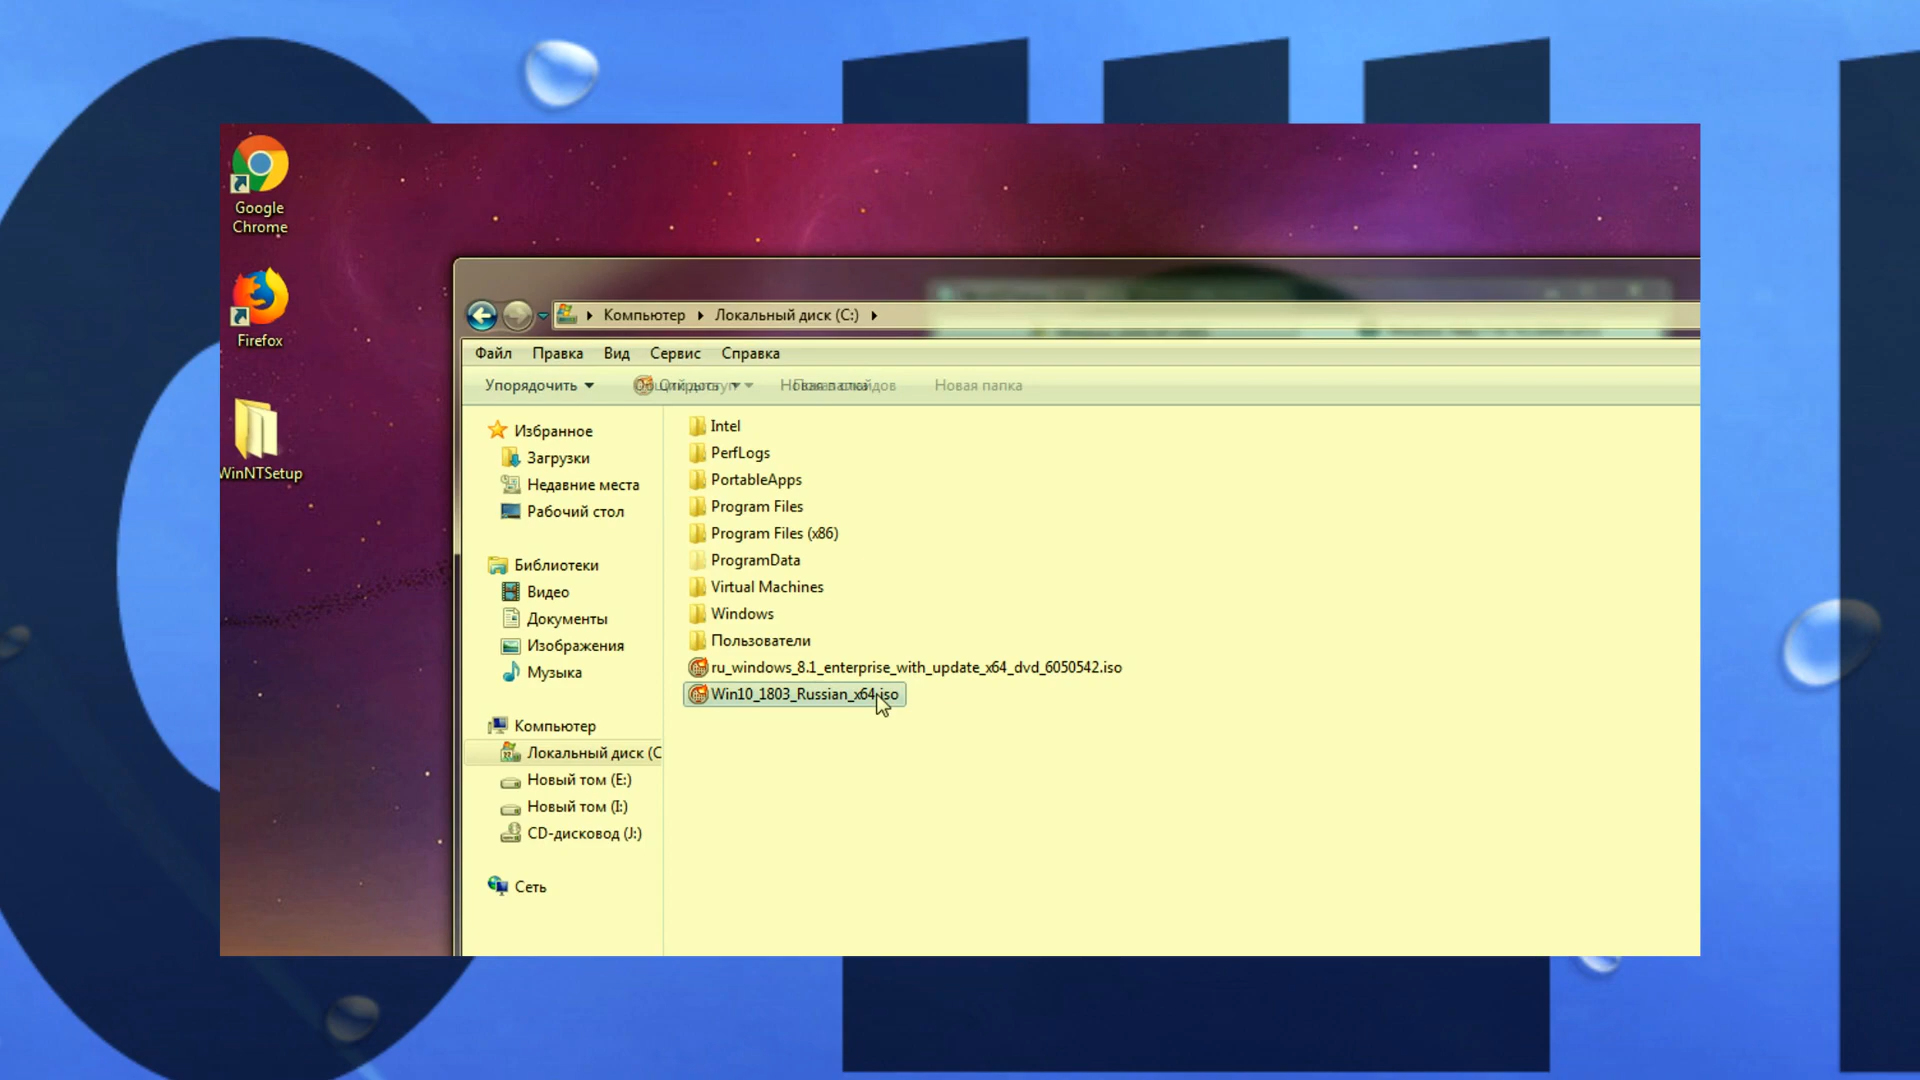 Google
Chrome
Firefox
WinNTSetup
Компьютер
Локальный диск (C:)
Файл Правка Вид Сервис Справка
Упорядочить
Новая папка
Избранное
Загрузки
Недавние места
Рабочий стол
Библиотеки
Видео
Документы
Изображения
Музыка
Компьютер
Локальный диск (C
Новый том (E:)
Новый том (I:)
CD-дисковод (J:)
Сеть
Intel
PerfLogs
PortableApps
Program Files
Program Files (x86)
ProgramData
Virtual Machines
Windows
Пользователи
ru_windows_8.1_enterprise_with_update_x64_dvd_6050542.iso
Win10_1803_Russian_x64.iso